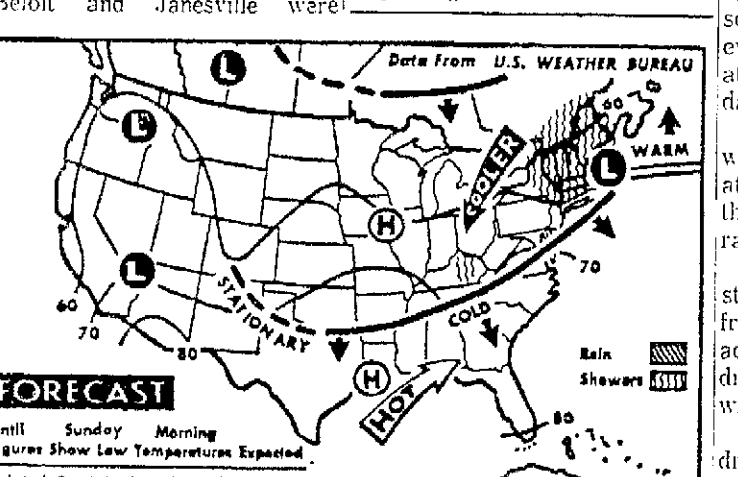 Beloit and Janesville were
Data From U.S. WEATHER BUREAU
L
L
60
WARM
L
COOLER
H
L
STATIONARY
70
60
70
80
COLD
H
HOT
Rain
Showers
80
FORECAST
Until Sunday Morning
Figures Show Low Temperatures Expected